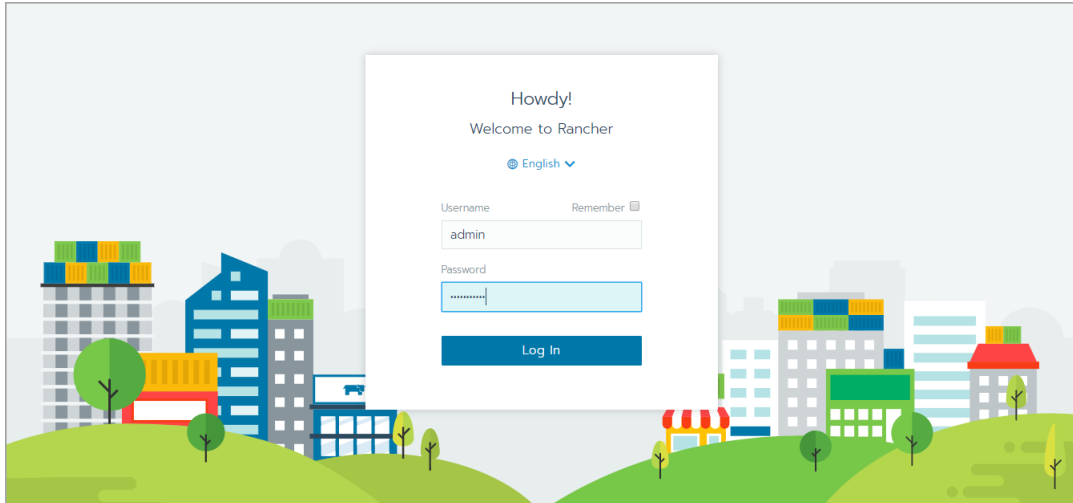 Howdy!
Welcome to Rancher
English
Username Remember
admin
Password
Log In